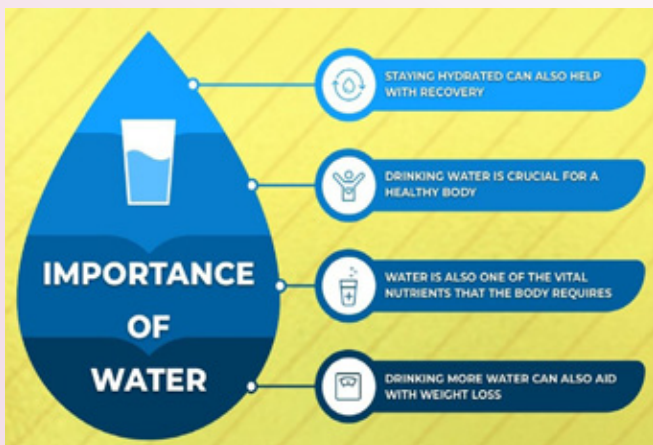 STAYING HYDRATED CAN ALSO HELP
WITH RECOVERY
DRINKING WATER IS CRUCIAL FOR A
HEALTHY BODY
IMPORTANCE
OF
WATER
WATER IS ALSO ONE OF THE VITAL
NUTRIENTS THAT THE BODY REQUIRES
DRINKING MORE WATER CAN ALSO AID
WITH WEIGHT LOSS